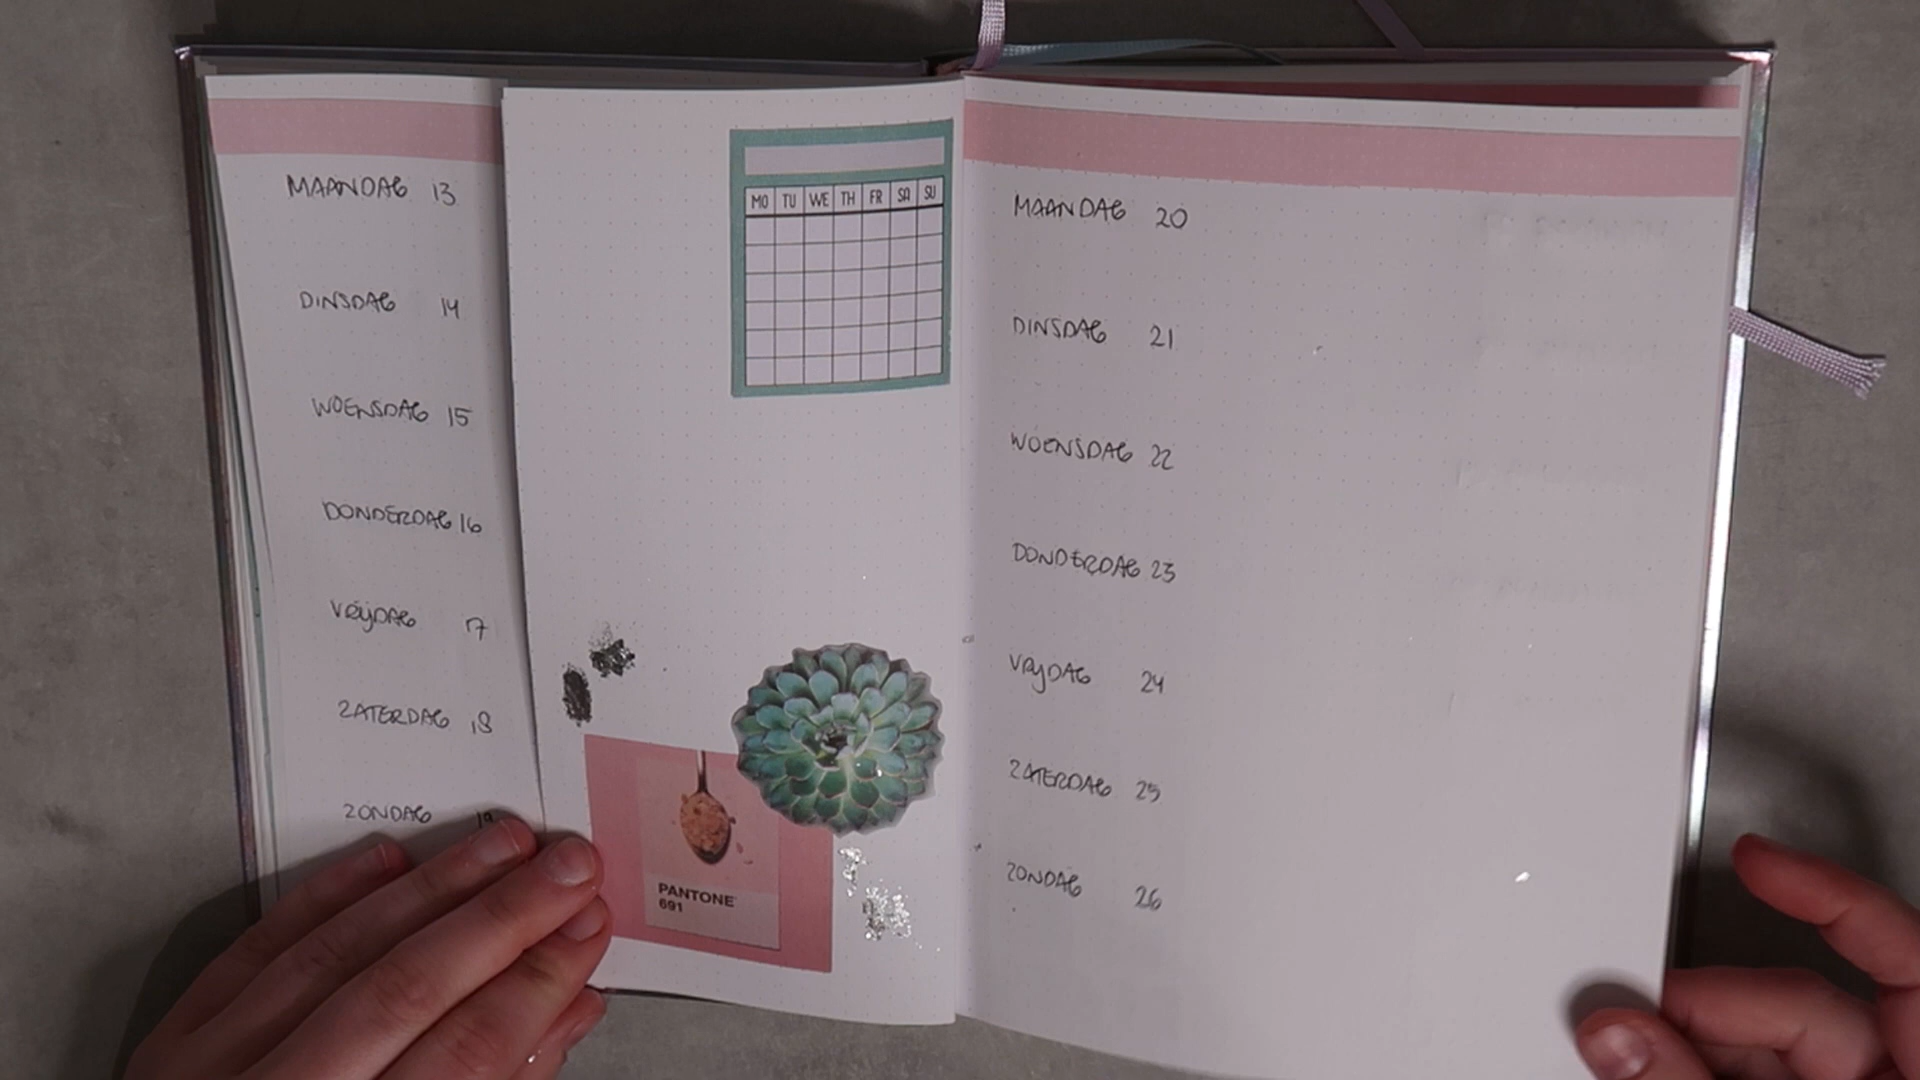 MAANDAG 13
DINSDAG 14
WOENSDAG 15
DONDERDAG 16
VRIJDAG 17
ZATERDAG 18
ZONDAG 19
MO TU WE TH FR SA SU
PANTONE
691
MAANDAG 20
DINSDAG 21
WOENSDAG 22
DONDERDAG 23
VRIJDAG 24
ZATERDAG 25
ZONDAG 26